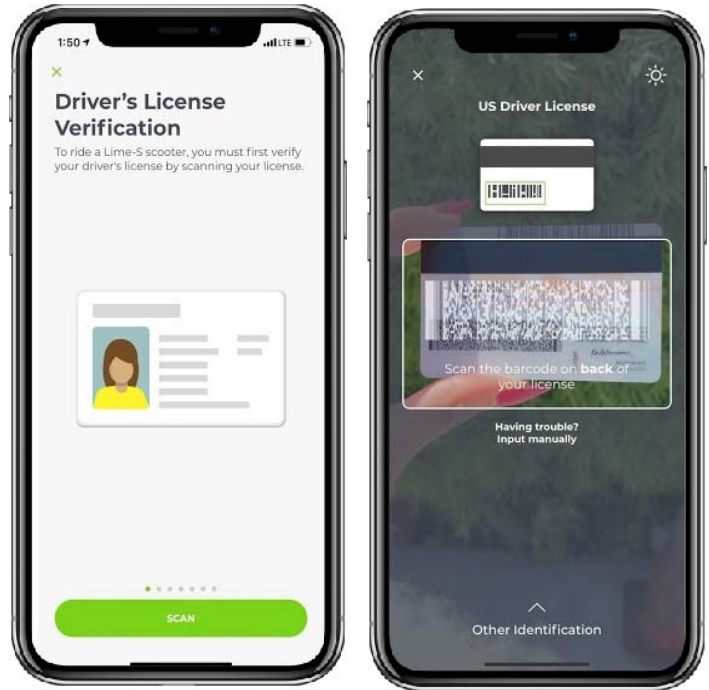 1:50
LTE
Driver's License
Verification
To ride a Lime-S scooter, you must first verify
your driver's license by scanning your license.
SCAN
US Driver License
Scan the barcode on back of
your license
Having trouble?
Input manually
Other Identification